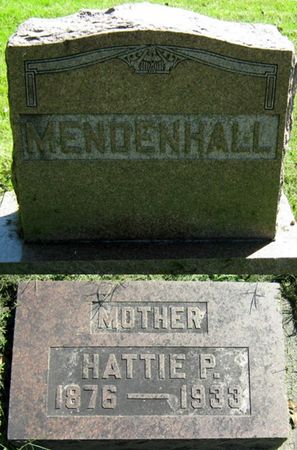 MENDENHALL
MOTHER
HATTIE P.
1876 — 1933